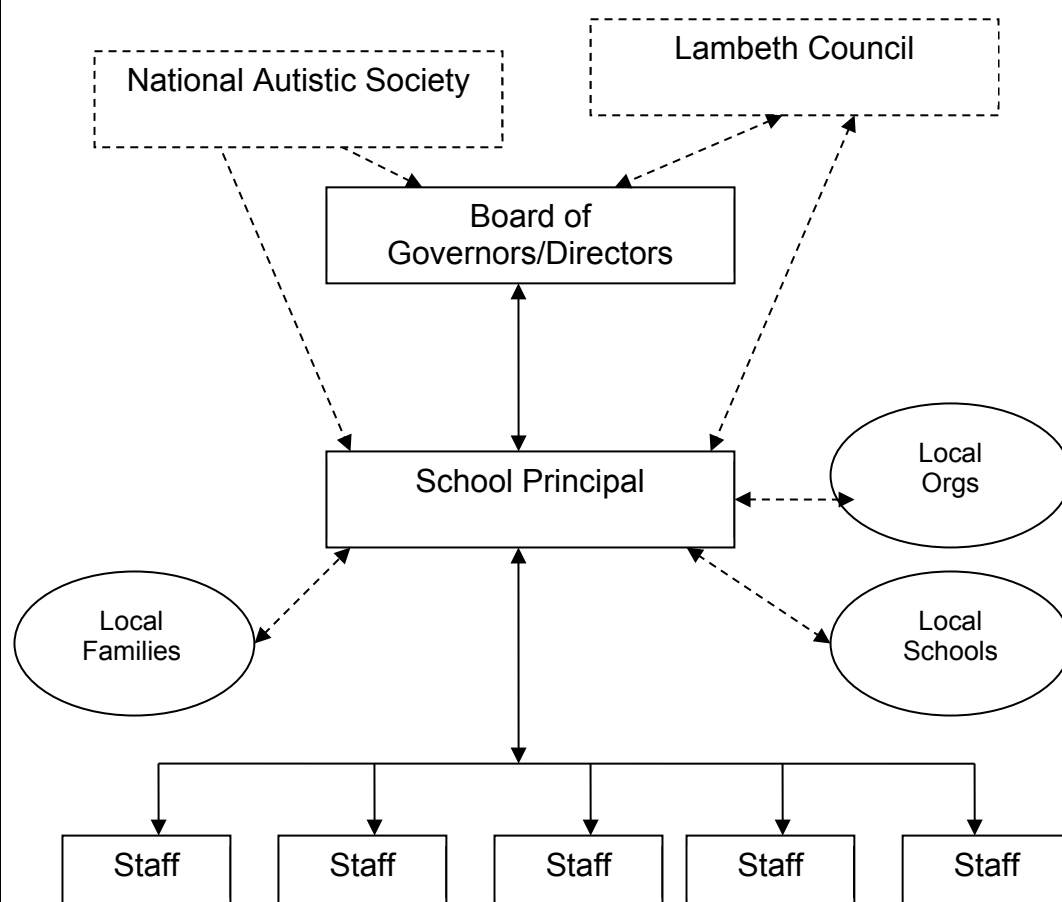 Lambeth Council
National Autistic Society
Board of
Governors/Directors
School Principal
Local
Orgs
Local
Families
Local
Schools
Staff
Staff
Staff
Staff
Staff